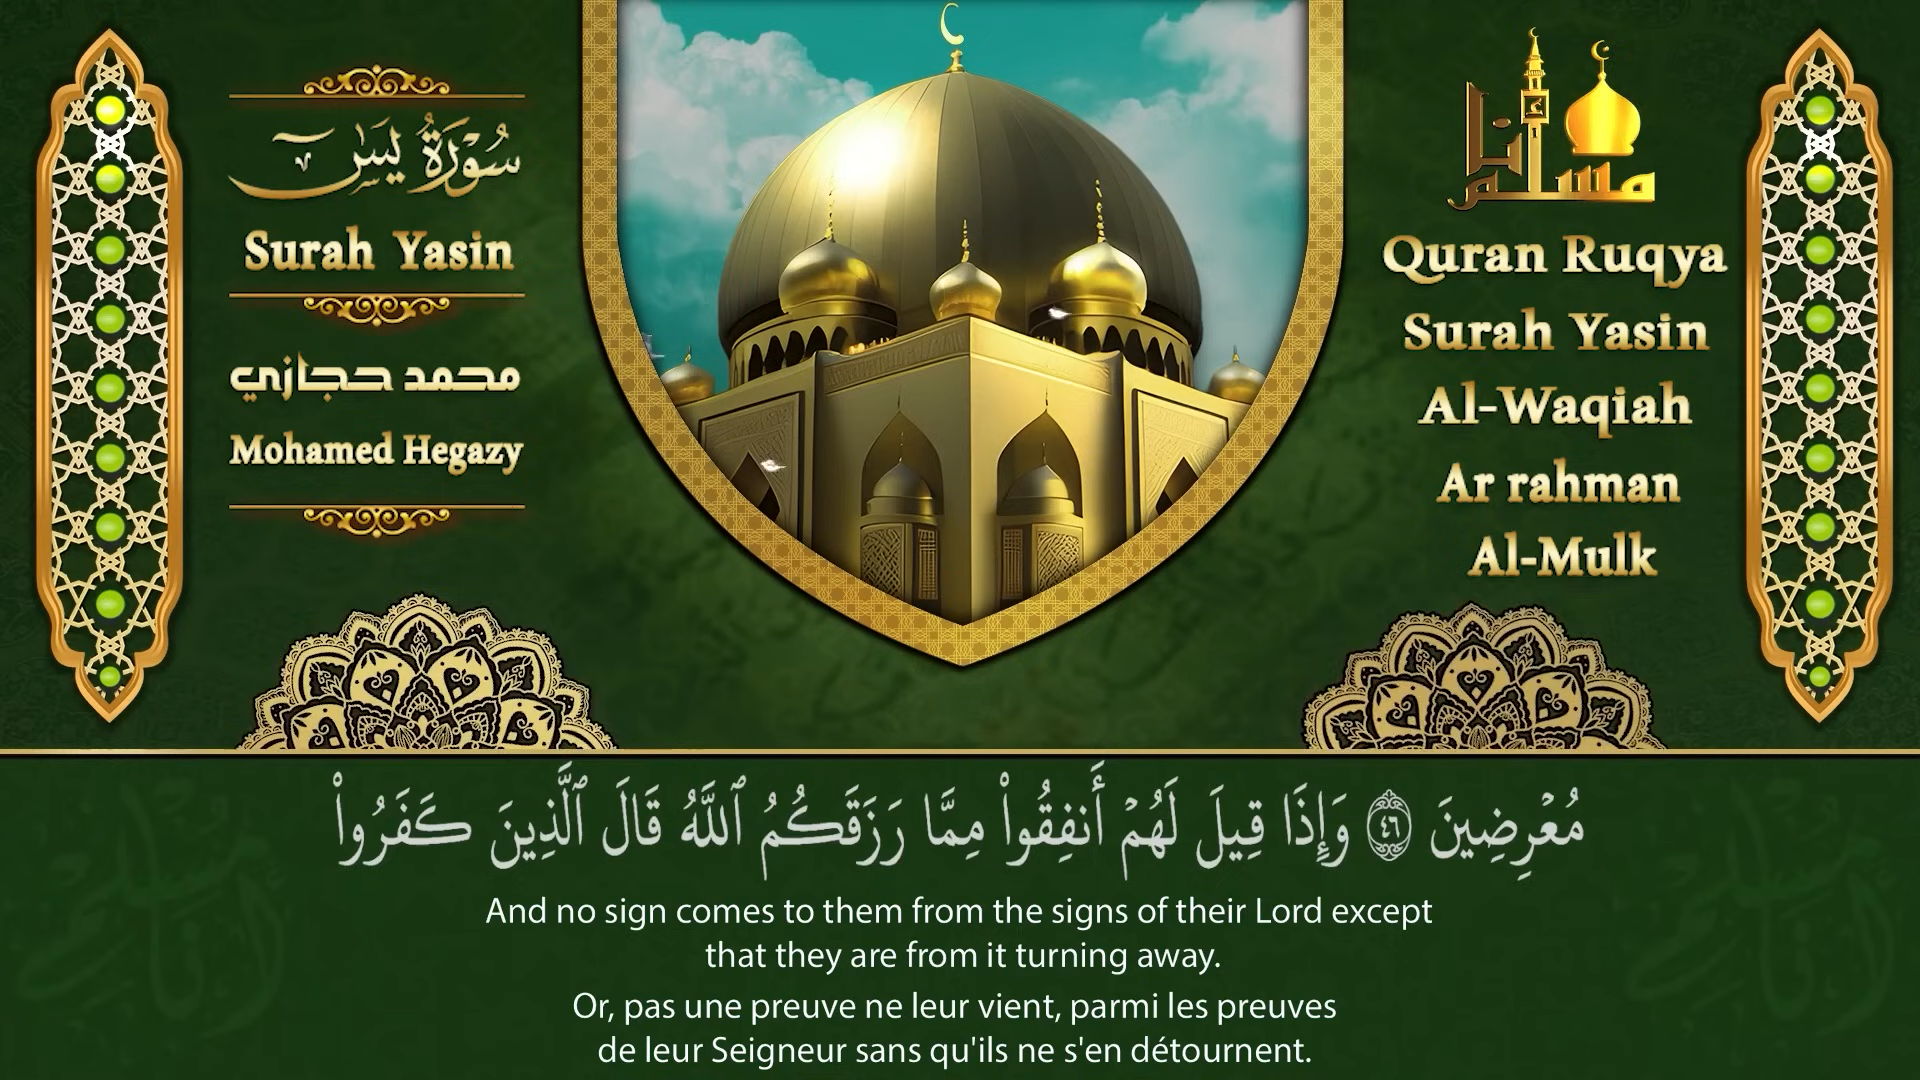 سُورَةُ يسٓ
Surah Yasin
محمد حجازي
Mohamed Hegazy
انا
مسلم
Quran Ruqya
Surah Yasin
Al-Waqiah
Ar rahman
Al-Mulk
مُعۡرِضِينَ ٤٦ وَإِذَا قِيلَ لَهُمۡ أَنفِقُواْ مِمَّا رَزَقَكُمُ ٱللَّهُ قَالَ ٱلَّذِينَ كَفَرُواْ
And no sign comes to them from the signs of their Lord except
that they are from it turning away.
Or, pas une preuve ne leur vient, parmi les preuves
de leur Seigneur sans qu'ils ne s'en détournent.